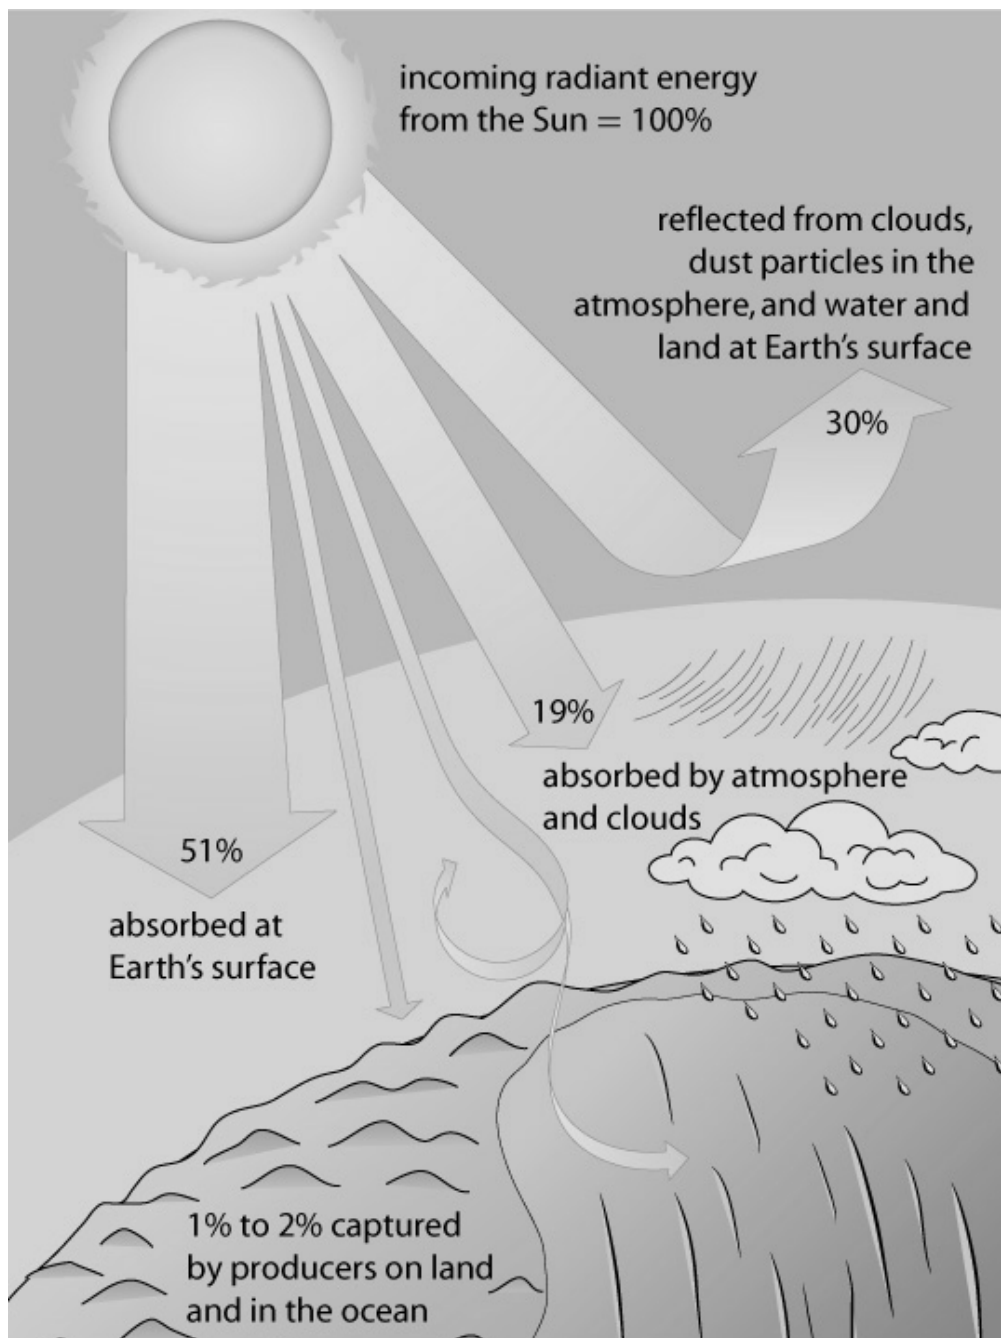 incoming radiant energy
from the Sun = 100%
reflected from clouds,
dust particles in the
atmosphere, and water and
land at Earth's surface
30%
19%
absorbed by atmosphere
and clouds
51%
absorbed at
Earth's surface
1% to 2% captured
by producers on land
and in the ocean